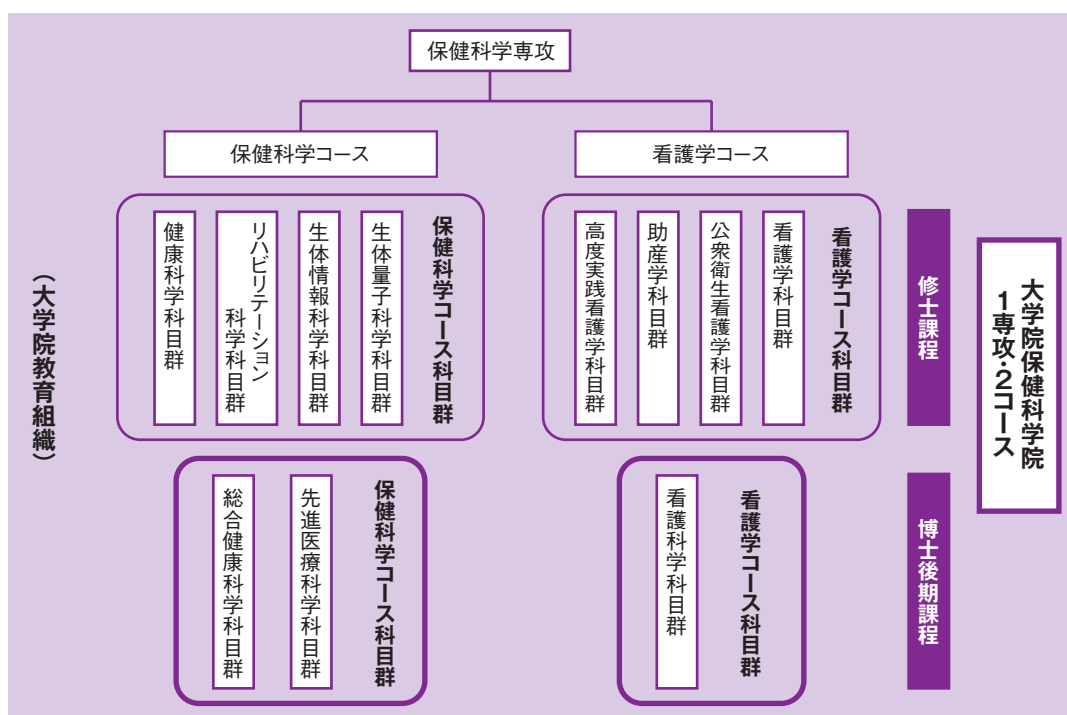 保健科学専攻
保健科学コース
看護学コース
大学院保健科学院
1専攻・2コース
修士課程
看護学コース科目群
看護学科目群
公衆衛生看護学科目群
助産学科目群
高度実践看護学科目群
保健科学コース科目群
生体量子科学科目群
生体情報科学科目群
リハビリテーション
科学科目群
健康科学科目群
(大学院教育組織)
博士後期課程
看護学コース科目群
看護科学科目群
保健科学コース科目群
先進医療科学科目群
総合健康科学科目群